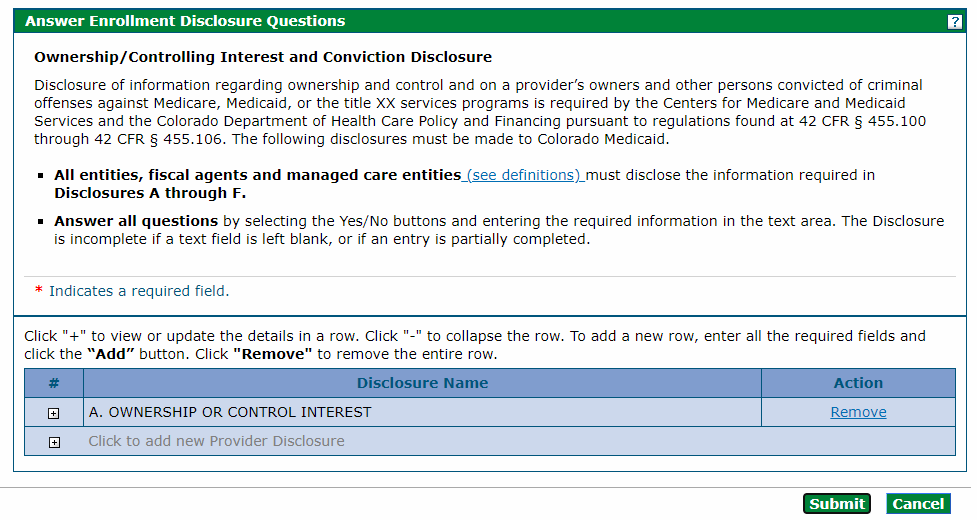 Answer Enrollment Disclosure Questions ?
Ownership/Controlling Interest and Conviction Disclosure
Disclosure of information regarding ownership and control and on a provider's owners and other persons convicted of criminal
offenses against Medicare, Medicaid, or the title XX services programs is required by the Centers for Medicare and Medicaid
Services and the Colorado Department of Health Care Policy and Financing pursuant to regulations found at 42 CFR § 455.100
through 42 CFR § 455.106. The following disclosures must be made to Colorado Medicaid.
▪ All entities, fiscal agents and managed care entities (see definitions) must disclose the information required in
Disclosures A through F.
▪ Answer all questions by selecting the Yes/No buttons and entering the required information in the text area. The Disclosure
is incomplete if a text field is left blank, or if an entry is partially completed.
* Indicates a required field.
Click "+" to view or update the details in a row. Click "-" to collapse the row. To add a new row, enter all the required fields and
click the “Add” button. Click "Remove" to remove the entire row.
# Disclosure Name Action
+ A. OWNERSHIP OR CONTROL INTEREST Remove
+ Click to add new Provider Disclosure
Submit Cancel